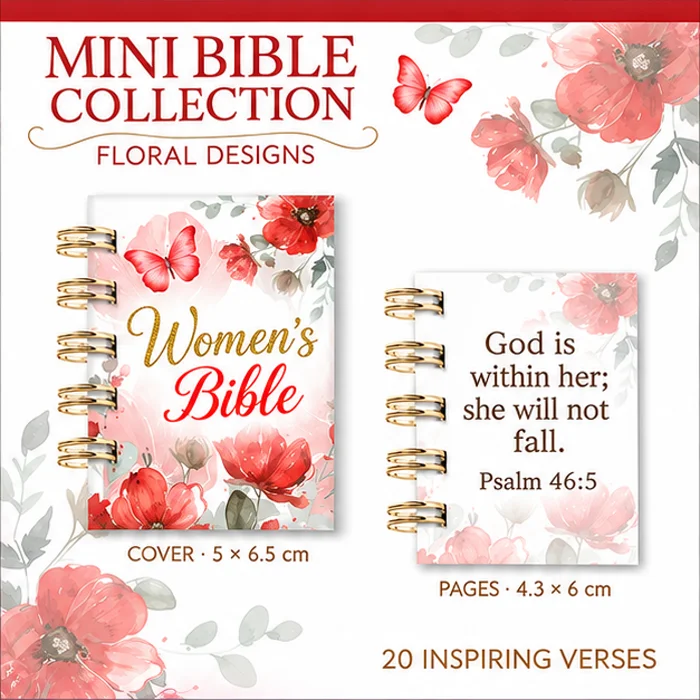 MINI BIBLE
COLLECTION
FLORAL DESIGNS
Women's
Bible
COVER · 5 × 6.5 cm
God is
within her;
she will not
fall.
Psalm 46:5
PAGES · 4.3 × 6 cm
20 INSPIRING VERSES